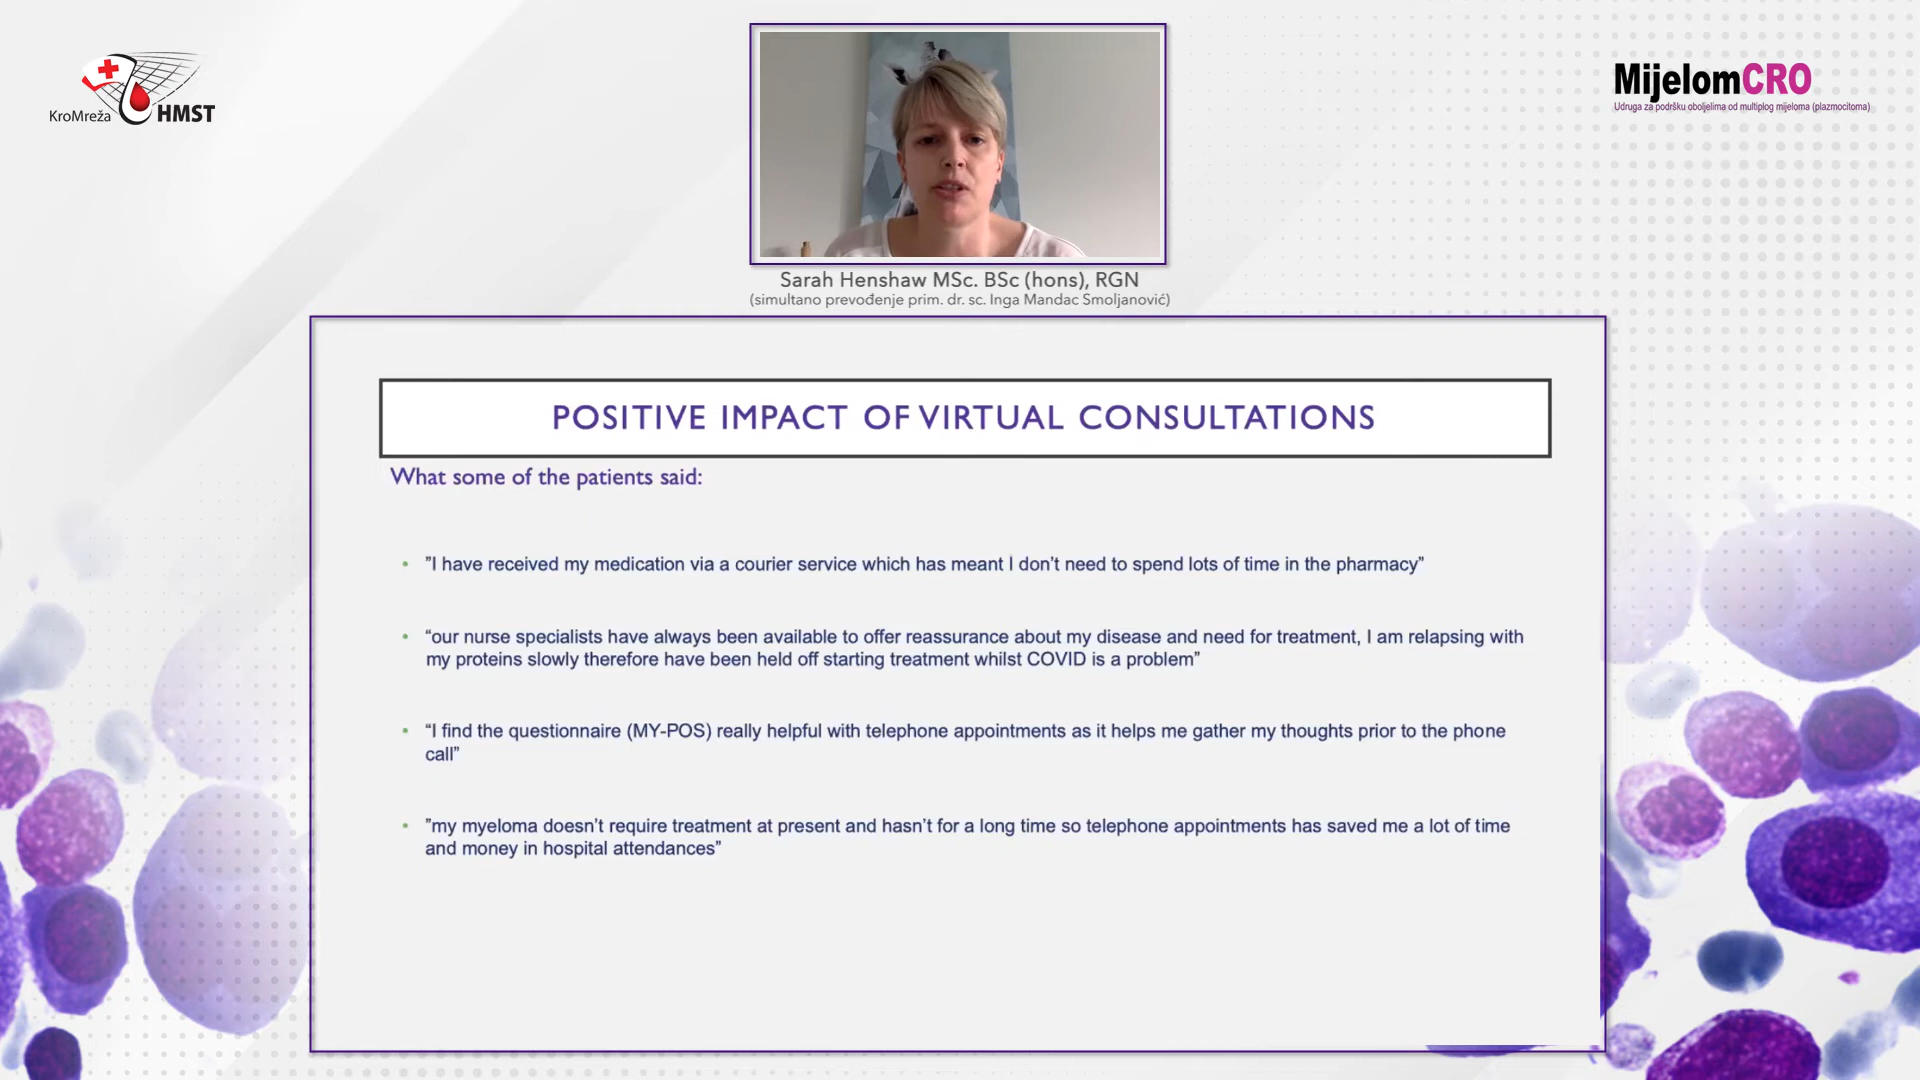 KroMreža HMST
MijelomCRO
Udruga za podršku oboljelima od multiplog mijeloma (plazmocitoma)
Sarah Henshaw MSc. BSc (hons), RGN
(simultano prevođenje prim. dr. sc. Inga Mandac Smoljanović)
POSITIVE IMPACT OF VIRTUAL CONSULTATIONS
What some of the patients said:
• ”I have received my medication via a courier service which has meant I don’t need to spend lots of time in the pharmacy”
• “our nurse specialists have always been available to offer reassurance about my disease and need for treatment, I am relapsing with
my proteins slowly therefore have been held off starting treatment whilst COVID is a problem”
• “I find the questionnaire (MY-POS) really helpful with telephone appointments as it helps me gather my thoughts prior to the phone
call”
• ”my myeloma doesn’t require treatment at present and hasn’t for a long time so telephone appointments has saved me a lot of time
and money in hospital attendances”